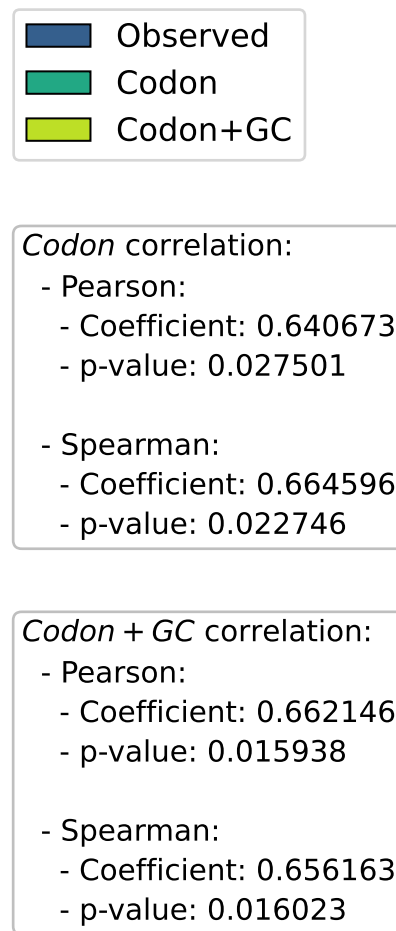 Observed
Codon
Codon+GC
Codon correlation:
- Pearson:
- Coefficient: 0.640673
- p-value: 0.027501
- Spearman:
- Coefficient: 0.664596
- p-value: 0.022746
Codon + GC correlation:
- Pearson:
- Coefficient: 0.662146
- p-value: 0.015938
- Spearman:
- Coefficient: 0.656163
- p-value: 0.016023